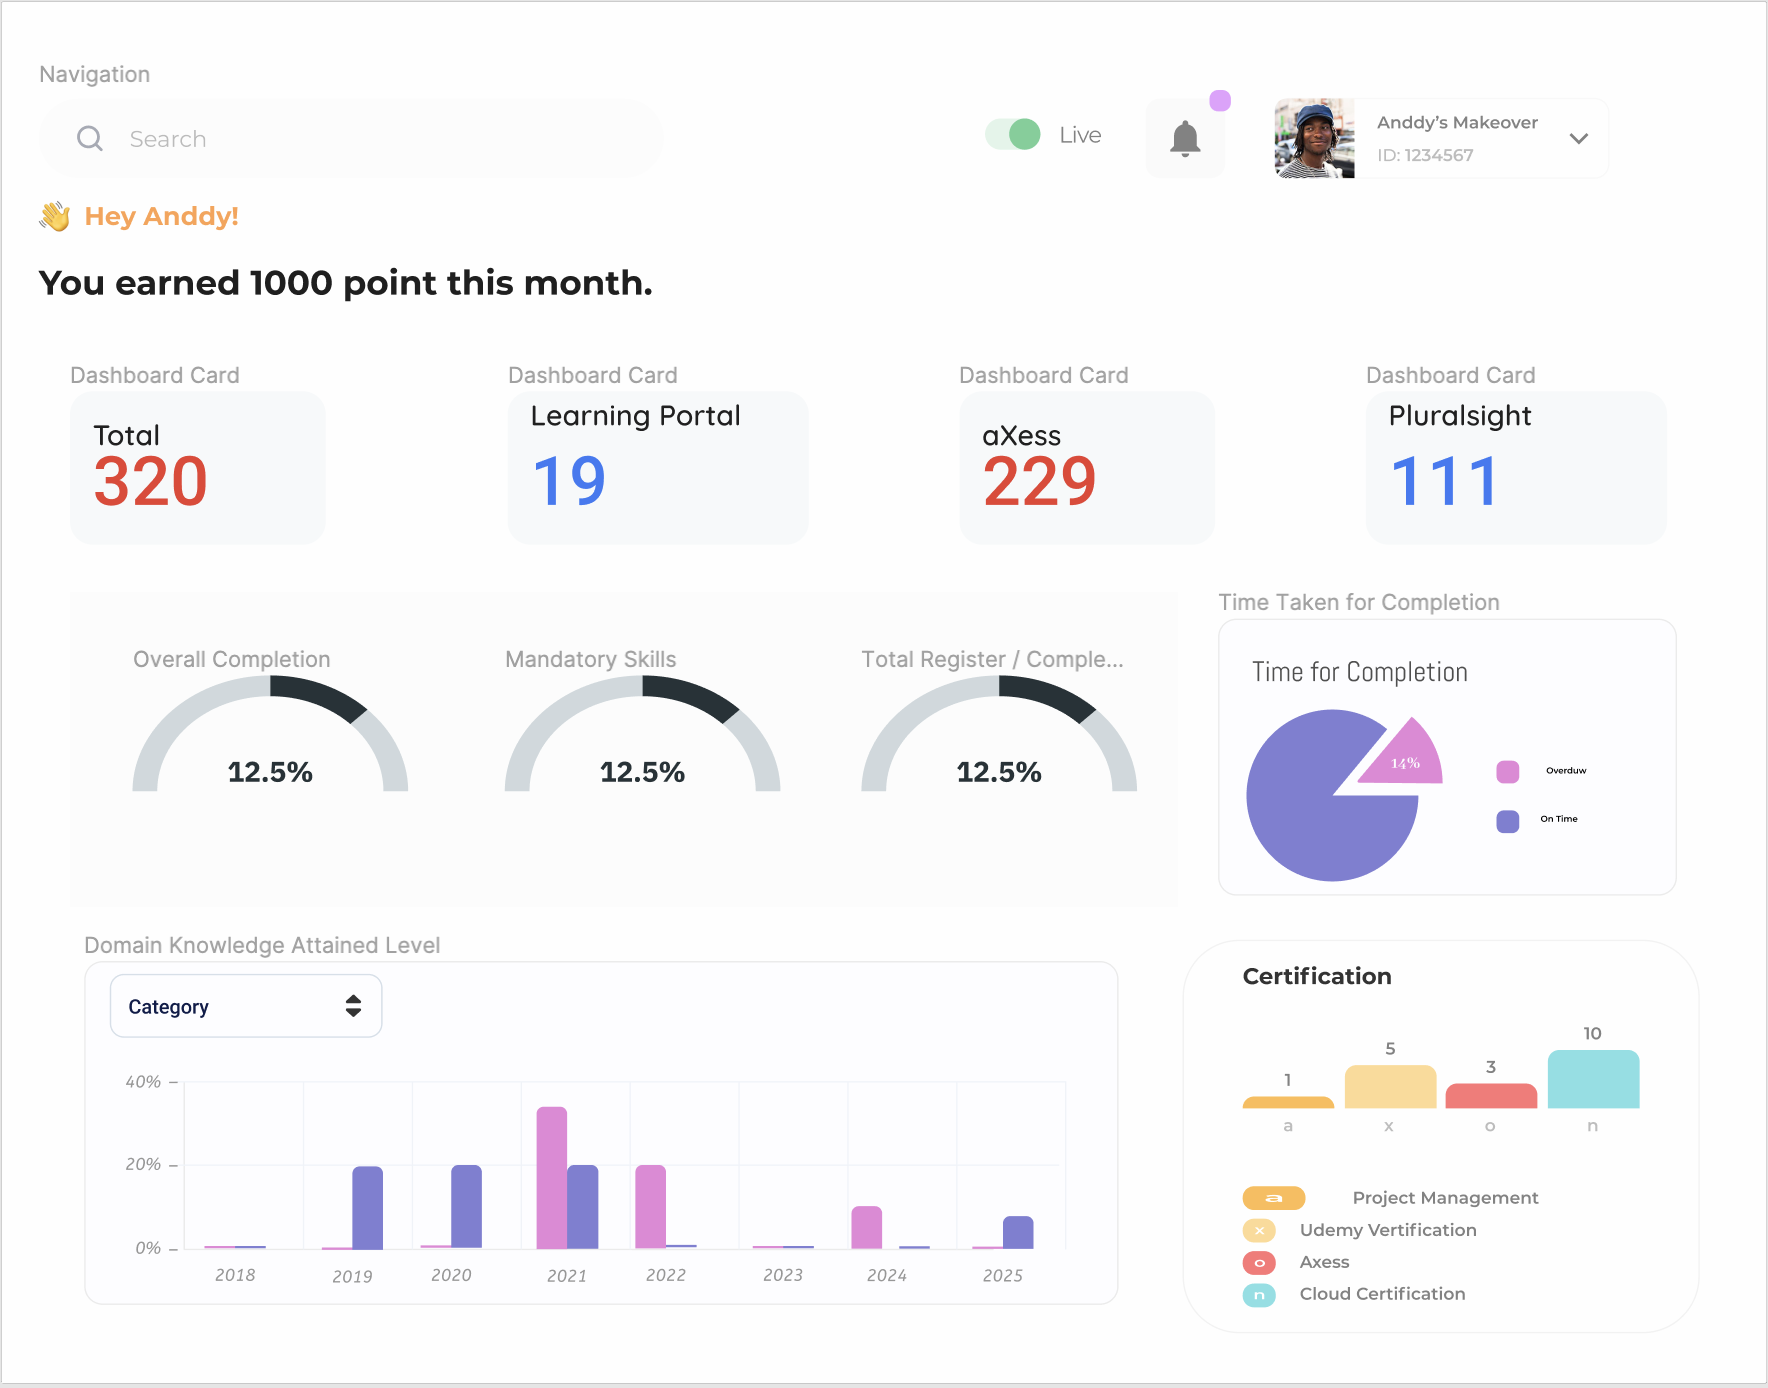 Navigation
Search
Live
Anddy's Makeover
ID: 1234567
Hey Anddy!
You earned 1000 point this month.
Dashboard Card
Total
320
Dashboard Card
Learning Portal
19
Dashboard Card
aXess
229
Dashboard Card
Pluralsight
111
Overall Completion
12.5%
Mandatory Skills
12.5%
Total Register / Comple...
12.5%
Time Taken for Completion
Time for Completion
14%
Overduw
On Time
Domain Knowledge Attained Level
Category
40%
20%
0%
2018 2019 2020 2021 2022 2023 2024 2025
Certification
1 5 3 10
a x o n
a Project Management
x Udemy Vertification
o Axess
n Cloud Certification